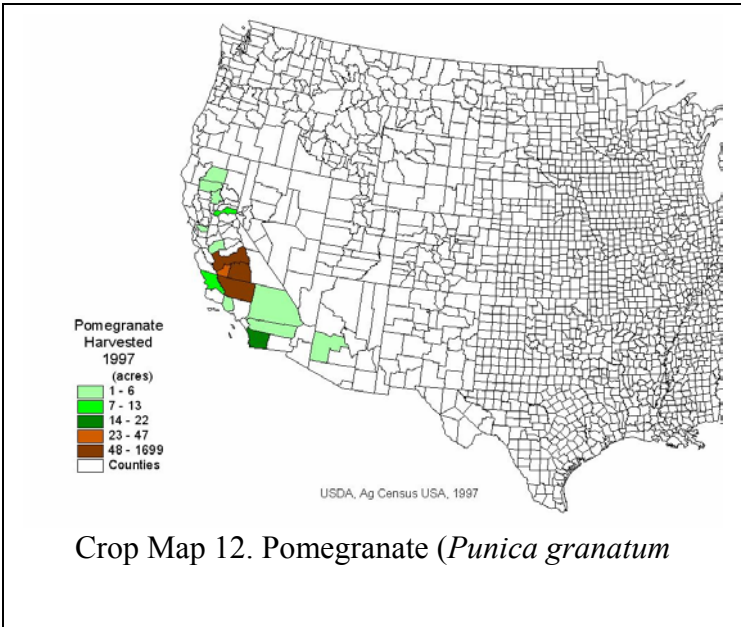 Pomegranate
Harvested
1997
(acres)
1 - 6
7 - 13
14 - 22
23 - 47
48 - 1699
Counties
USDA, Ag Census USA, 1997
Crop Map 12. Pomegranate (Punica granatum